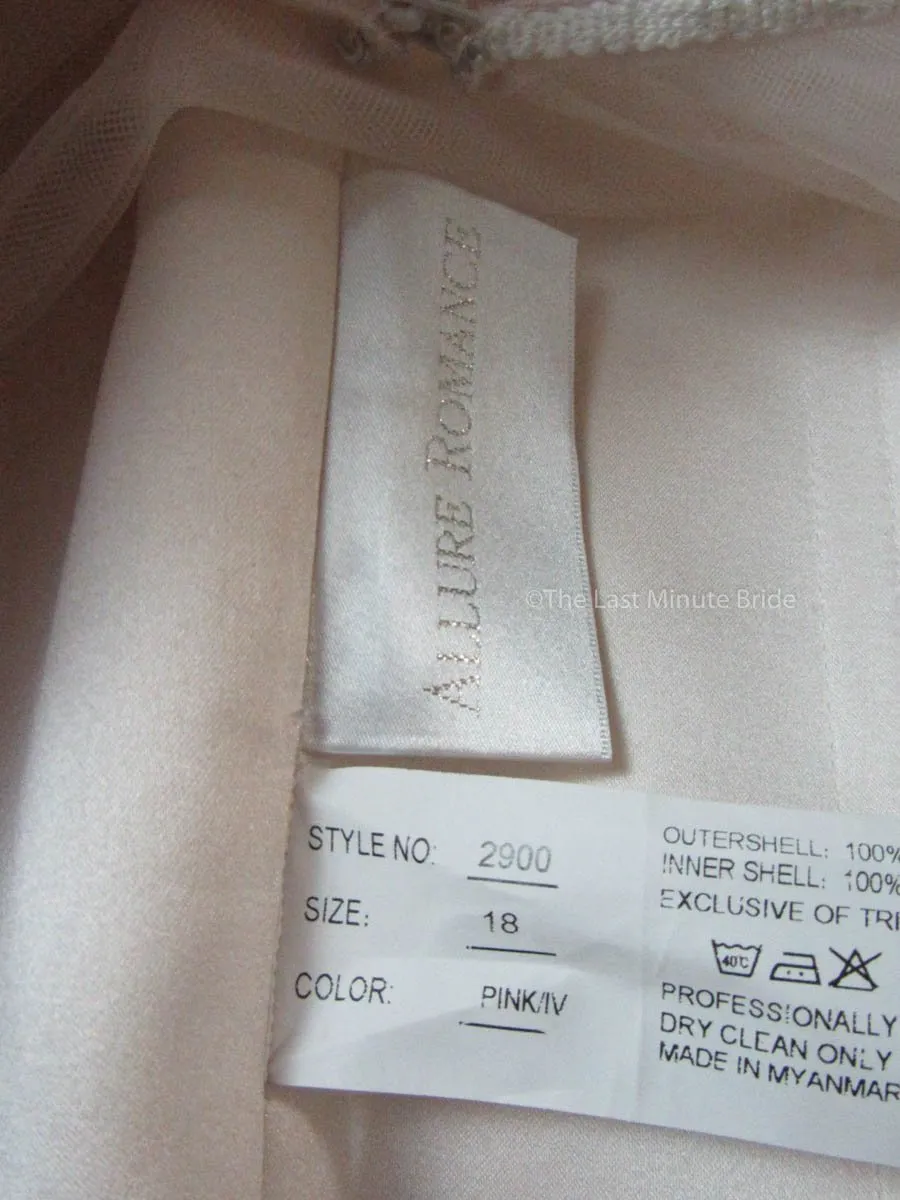 ALLURE ROMANCE
©The Last Minute Bride
STYLE NO: 2900
SIZE: 18
COLOR: PINK/IV
OUTERSHELL: 100%
INNER SHELL: 100%
EXCLUSIVE OF TRI
40°C
PROFESSIONALLY
DRY CLEAN ONLY
MADE IN MYANMAR